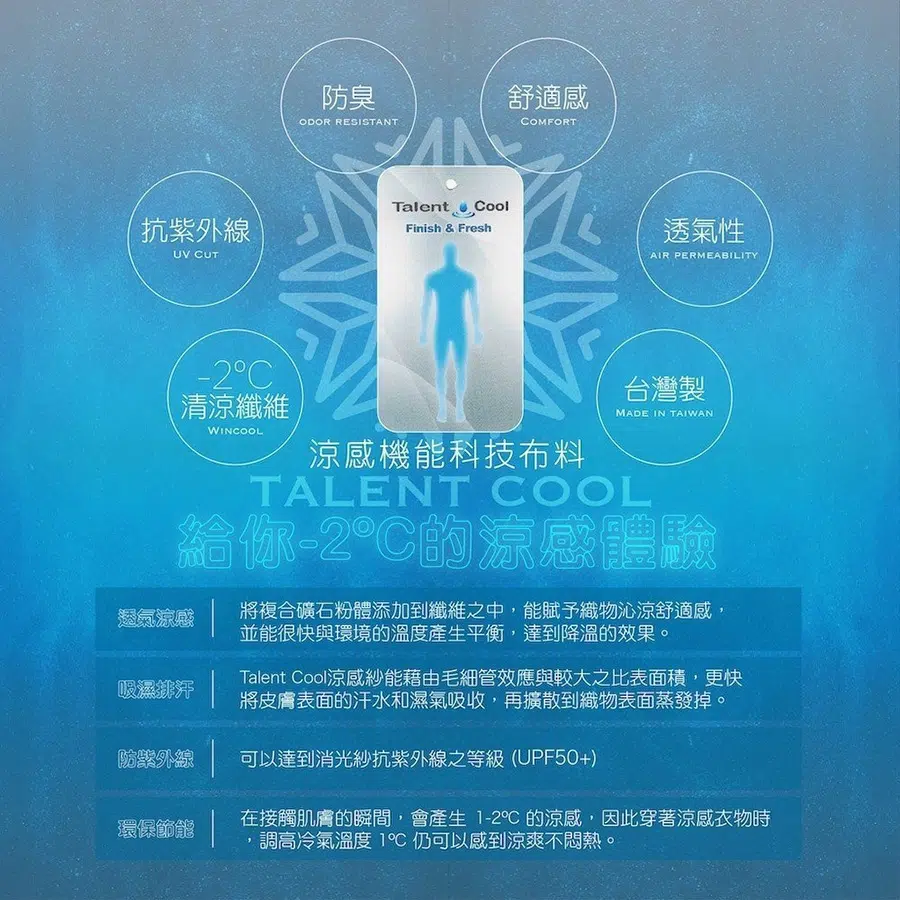 防臭
ODOR RESISTANT
舒適感
COMFORT
抗紫外線
UV CUT
透氣性
AIR PERMEABILITY
Talent Cool
Finish & Fresh
-2ºC
清涼纖維
WINCOOL
台灣製
MADE IN TAIWAN
涼感機能科技布料
TALENT COOL
給你-2ºC的涼感體驗
透氣涼感
將複合礦石粉體添加到纖維之中，能賦予織物沁涼舒適感，
並能很快與環境的溫度產生平衡，達到降溫的效果。
吸濕排汗
Talent Cool涼感紗能藉由毛細管效應與較大之比表面積，更快
將皮膚表面的汗水和濕氣吸收，再擴散到織物表面蒸發掉。
防紫外線
可以達到消光紗抗紫外線之等級 (UPF50+)
環保節能
在接觸肌膚的瞬間，會產生 1-2ºC 的涼感，因此穿著涼感衣物時
，調高冷氣溫度 1ºC 仍可以感到涼爽不悶熱。